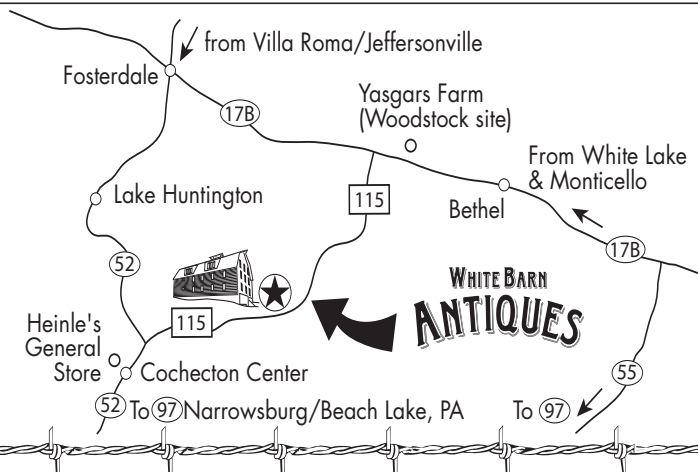 from Villa Roma/Jeffersonville
Fosterdale
17B
Yasgars Farm
(Woodstock site)
From White Lake
& Monticello
Lake Huntington
115
Bethel
17B
52
WHITE BARN
ANTIQUES
115
Heinle's
General
Store
Cochecton Center
55
52 To 97 Narrowsburg/Beach Lake, PA
To 97